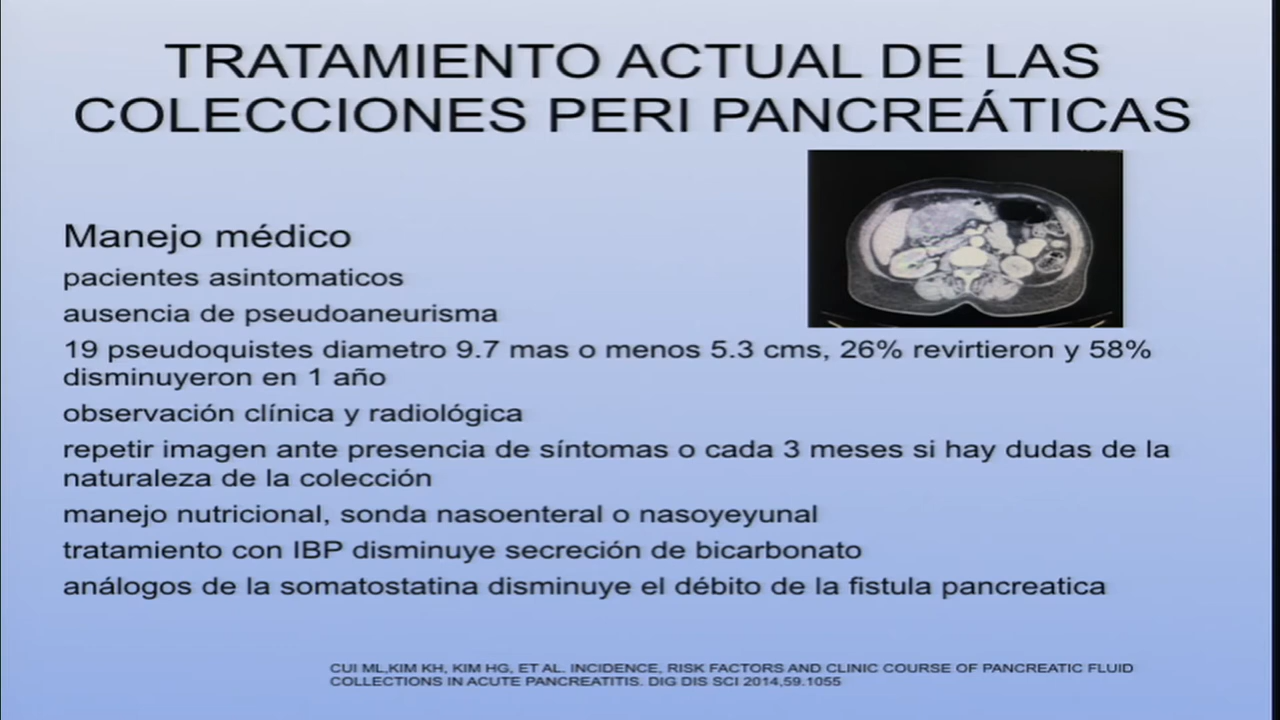 TRATAMIENTO ACTUAL DE LAS
COLECCIONES PERI PANCREÁTICAS
Manejo médico
pacientes asintomaticos
ausencia de pseudoaneurisma
19 pseudoquistes diametro 9.7 mas o menos 5.3 cms, 26% revirtieron y 58%
disminuyeron en 1 año
observación clínica y radiológica
repetir imagen ante presencia de síntomas o cada 3 meses si hay dudas de la
naturaleza de la colección
manejo nutricional, sonda nasoenteral o nasoyeyunal
tratamiento con IBP disminuye secreción de bicarbonato
análogos de la somatostatina disminuye el débito de la fistula pancreatica
CUI ML,KIM KH, KIM HG, ET AL. INCIDENCE, RISK FACTORS AND CLINIC COURSE OF PANCREATIC FLUID
COLLECTIONS IN ACUTE PANCREATITIS. DIG DIS SCI 2014,59.1055